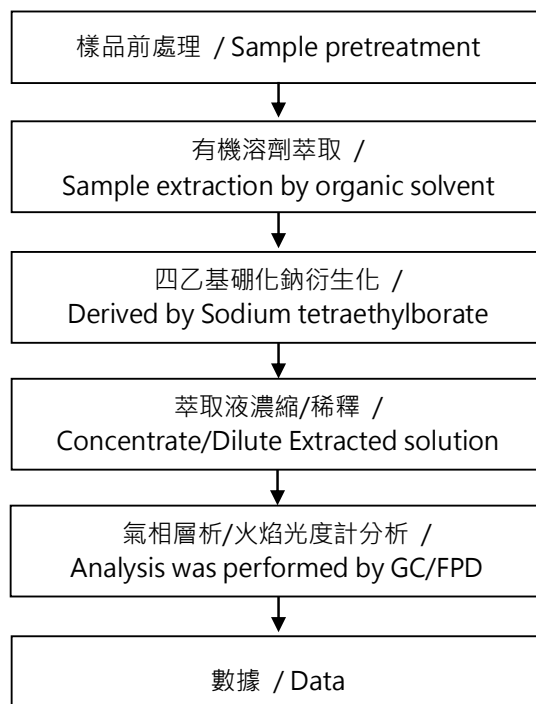 樣品前處理 / Sample pretreatment
有機溶劑萃取 /
Sample extraction by organic solvent
四乙基硼化鈉衍生化 /
Derived by Sodium tetraethylborate
萃取液濃縮/稀釋 /
Concentrate/Dilute Extracted solution
氣相層析/火焰光度計分析 /
Analysis was performed by GC/FPD
數據 / Data